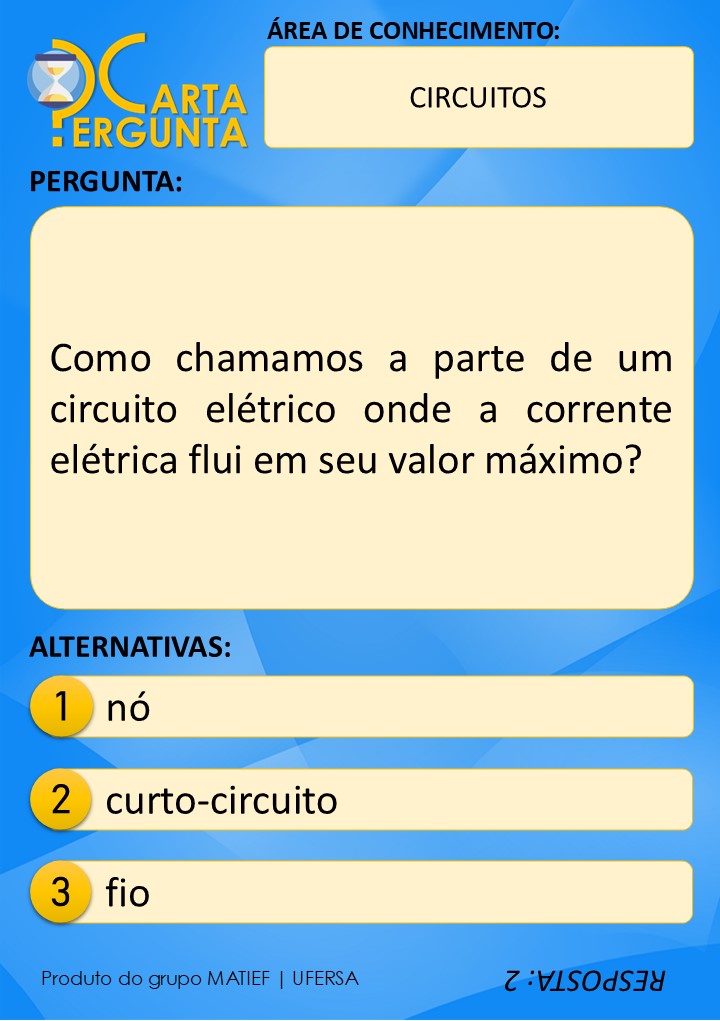 ÁREA DE CONHECIMENTO:
CARTA
PERGUNTA
CIRCUITOS
PERGUNTA:
Como chamamos a parte de um
circuito elétrico onde a corrente
elétrica flui em seu valor máximo?
ALTERNATIVAS:
1 nó
2 curto-circuito
3 fio
Produto do grupo MATIEF | UFERSA
RESPOSTA: 2